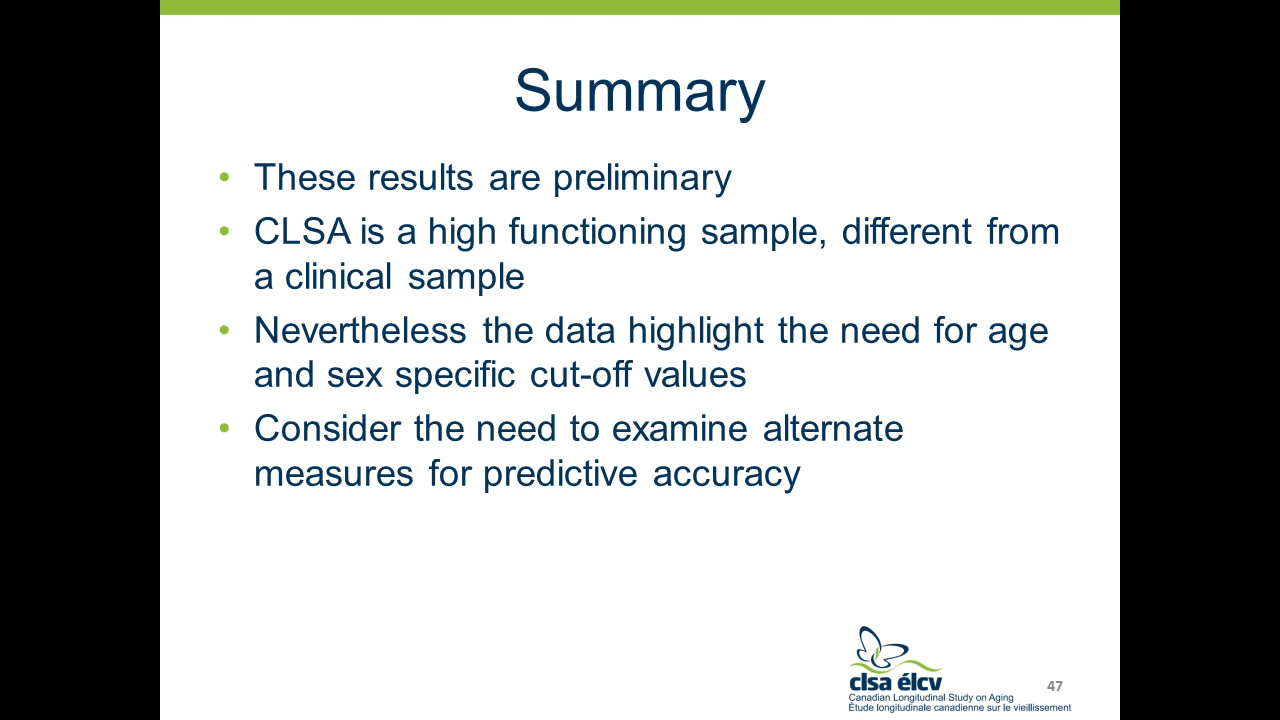 Summary
• These results are preliminary
• CLSA is a high functioning sample, different from
a clinical sample
• Nevertheless the data highlight the need for age
and sex specific cut-off values
• Consider the need to examine alternate
measures for predictive accuracy
clsa élcv
Canadian Longitudinal Study on Aging
Étude longitudinale canadienne sur le vieillissement
47